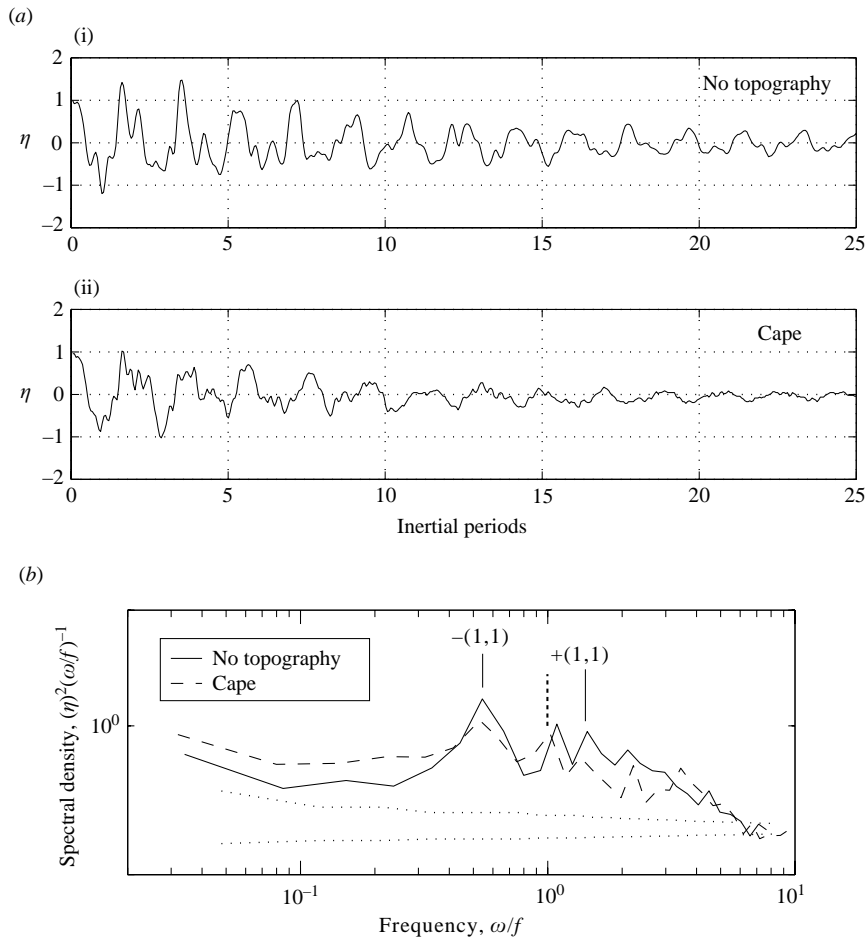 (a)
(i)
2
1
η
0
−1
−2
No topography
0
5
10
15
20
25
(ii)
2
1
η
0
−1
−2
Cape
0
5
10
15
20
25
Inertial periods
(b)
No topography
Cape
−(1,1)
+(1,1)
Spectral density, (η)²(ω/f)⁻¹
10⁰
10⁻¹
10⁰
10¹
Frequency, ω/f